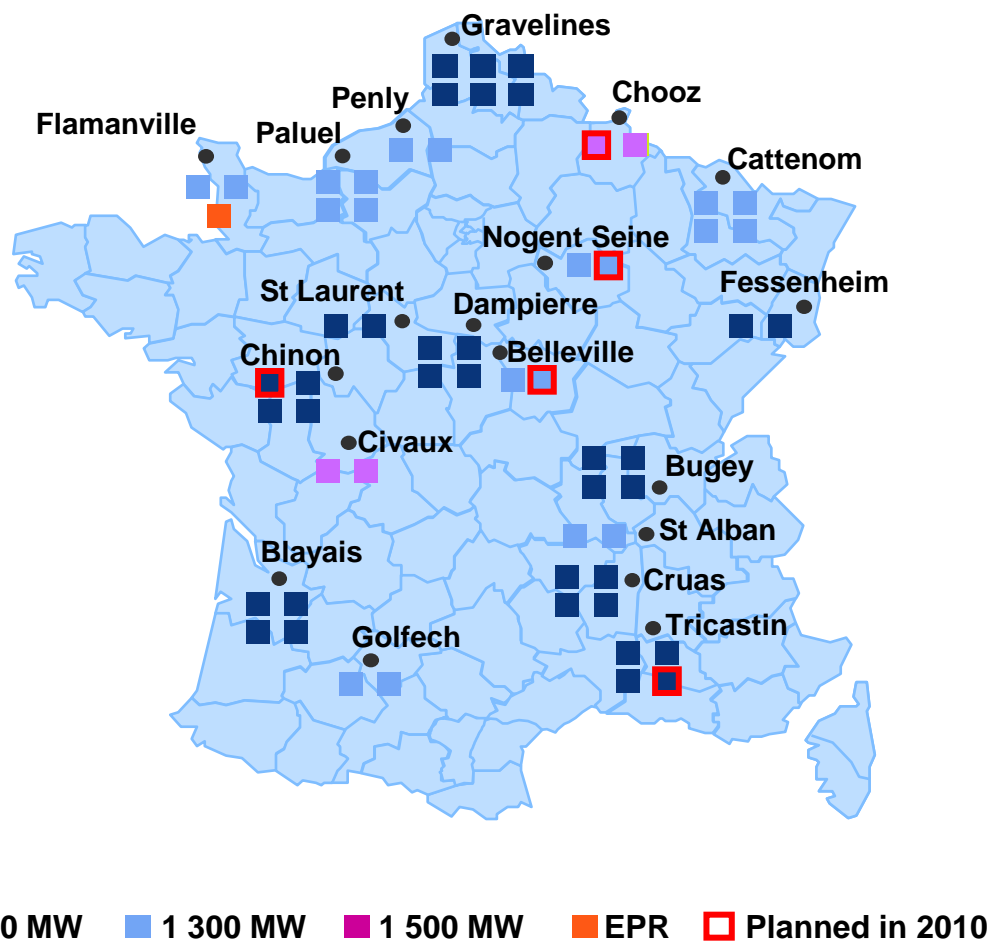 Gravelines
Penly
Chooz
Flamanville
Paluel
Cattenom
Nogent Seine
Fessenheim
St Laurent
Dampierre
Chinon
Belleville
Civaux
Bugey
St Alban
Blayais
Cruas
Tricastin
Golfech
0 MW 1 300 MW 1 500 MW EPR Planned in 2010